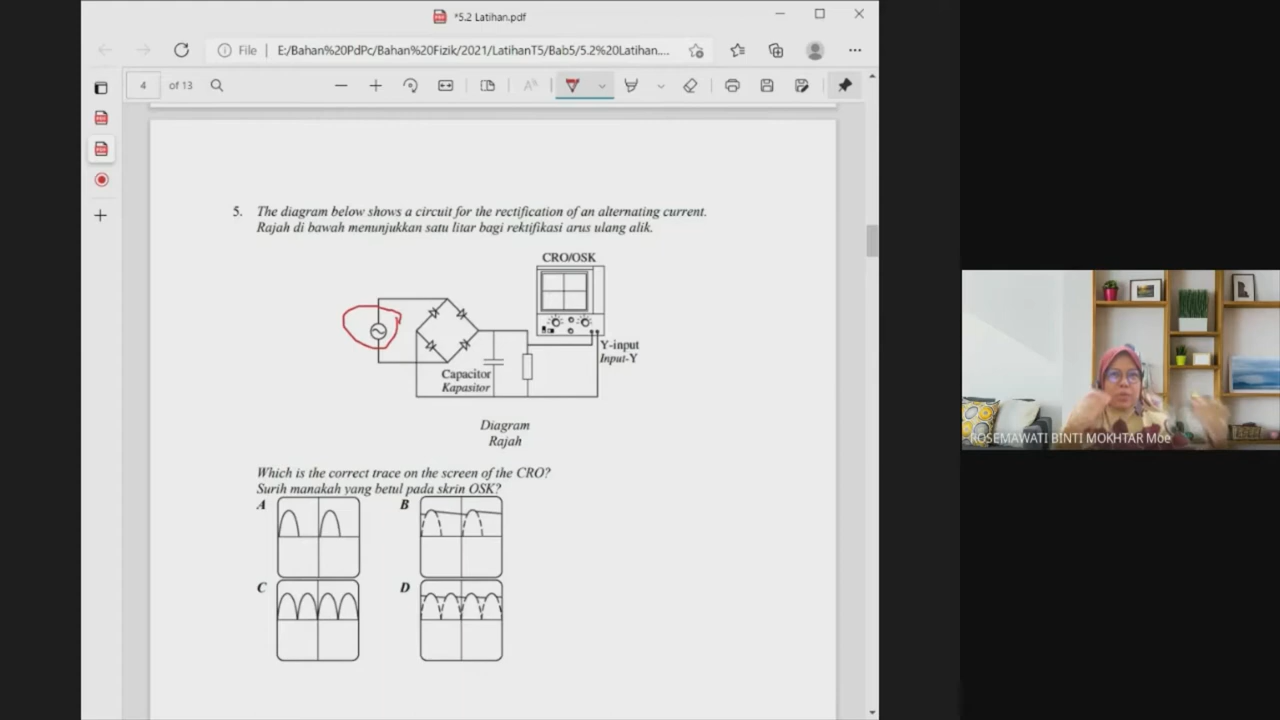 *5.2 Latihan.pdf
File | E:/Bahan%20PdPc/Bahan%20Fizik/2021/LatihanT5/Bab5/5.2%20Latihan....
4 of 13
5. The diagram below shows a circuit for the rectification of an alternating current.
Rajah di bawah menunjukkan satu litar bagi rektifikasi arus ulang alik.
CRO/OSK
Y-input
Input-Y
Capacitor
Kapasitor
Diagram
Rajah
Which is the correct trace on the screen of the CRO?
Surih manakah yang betul pada skrin OSK?
A
B
C
D
ROSEMAWATI BINTI MOKHTAR Moe